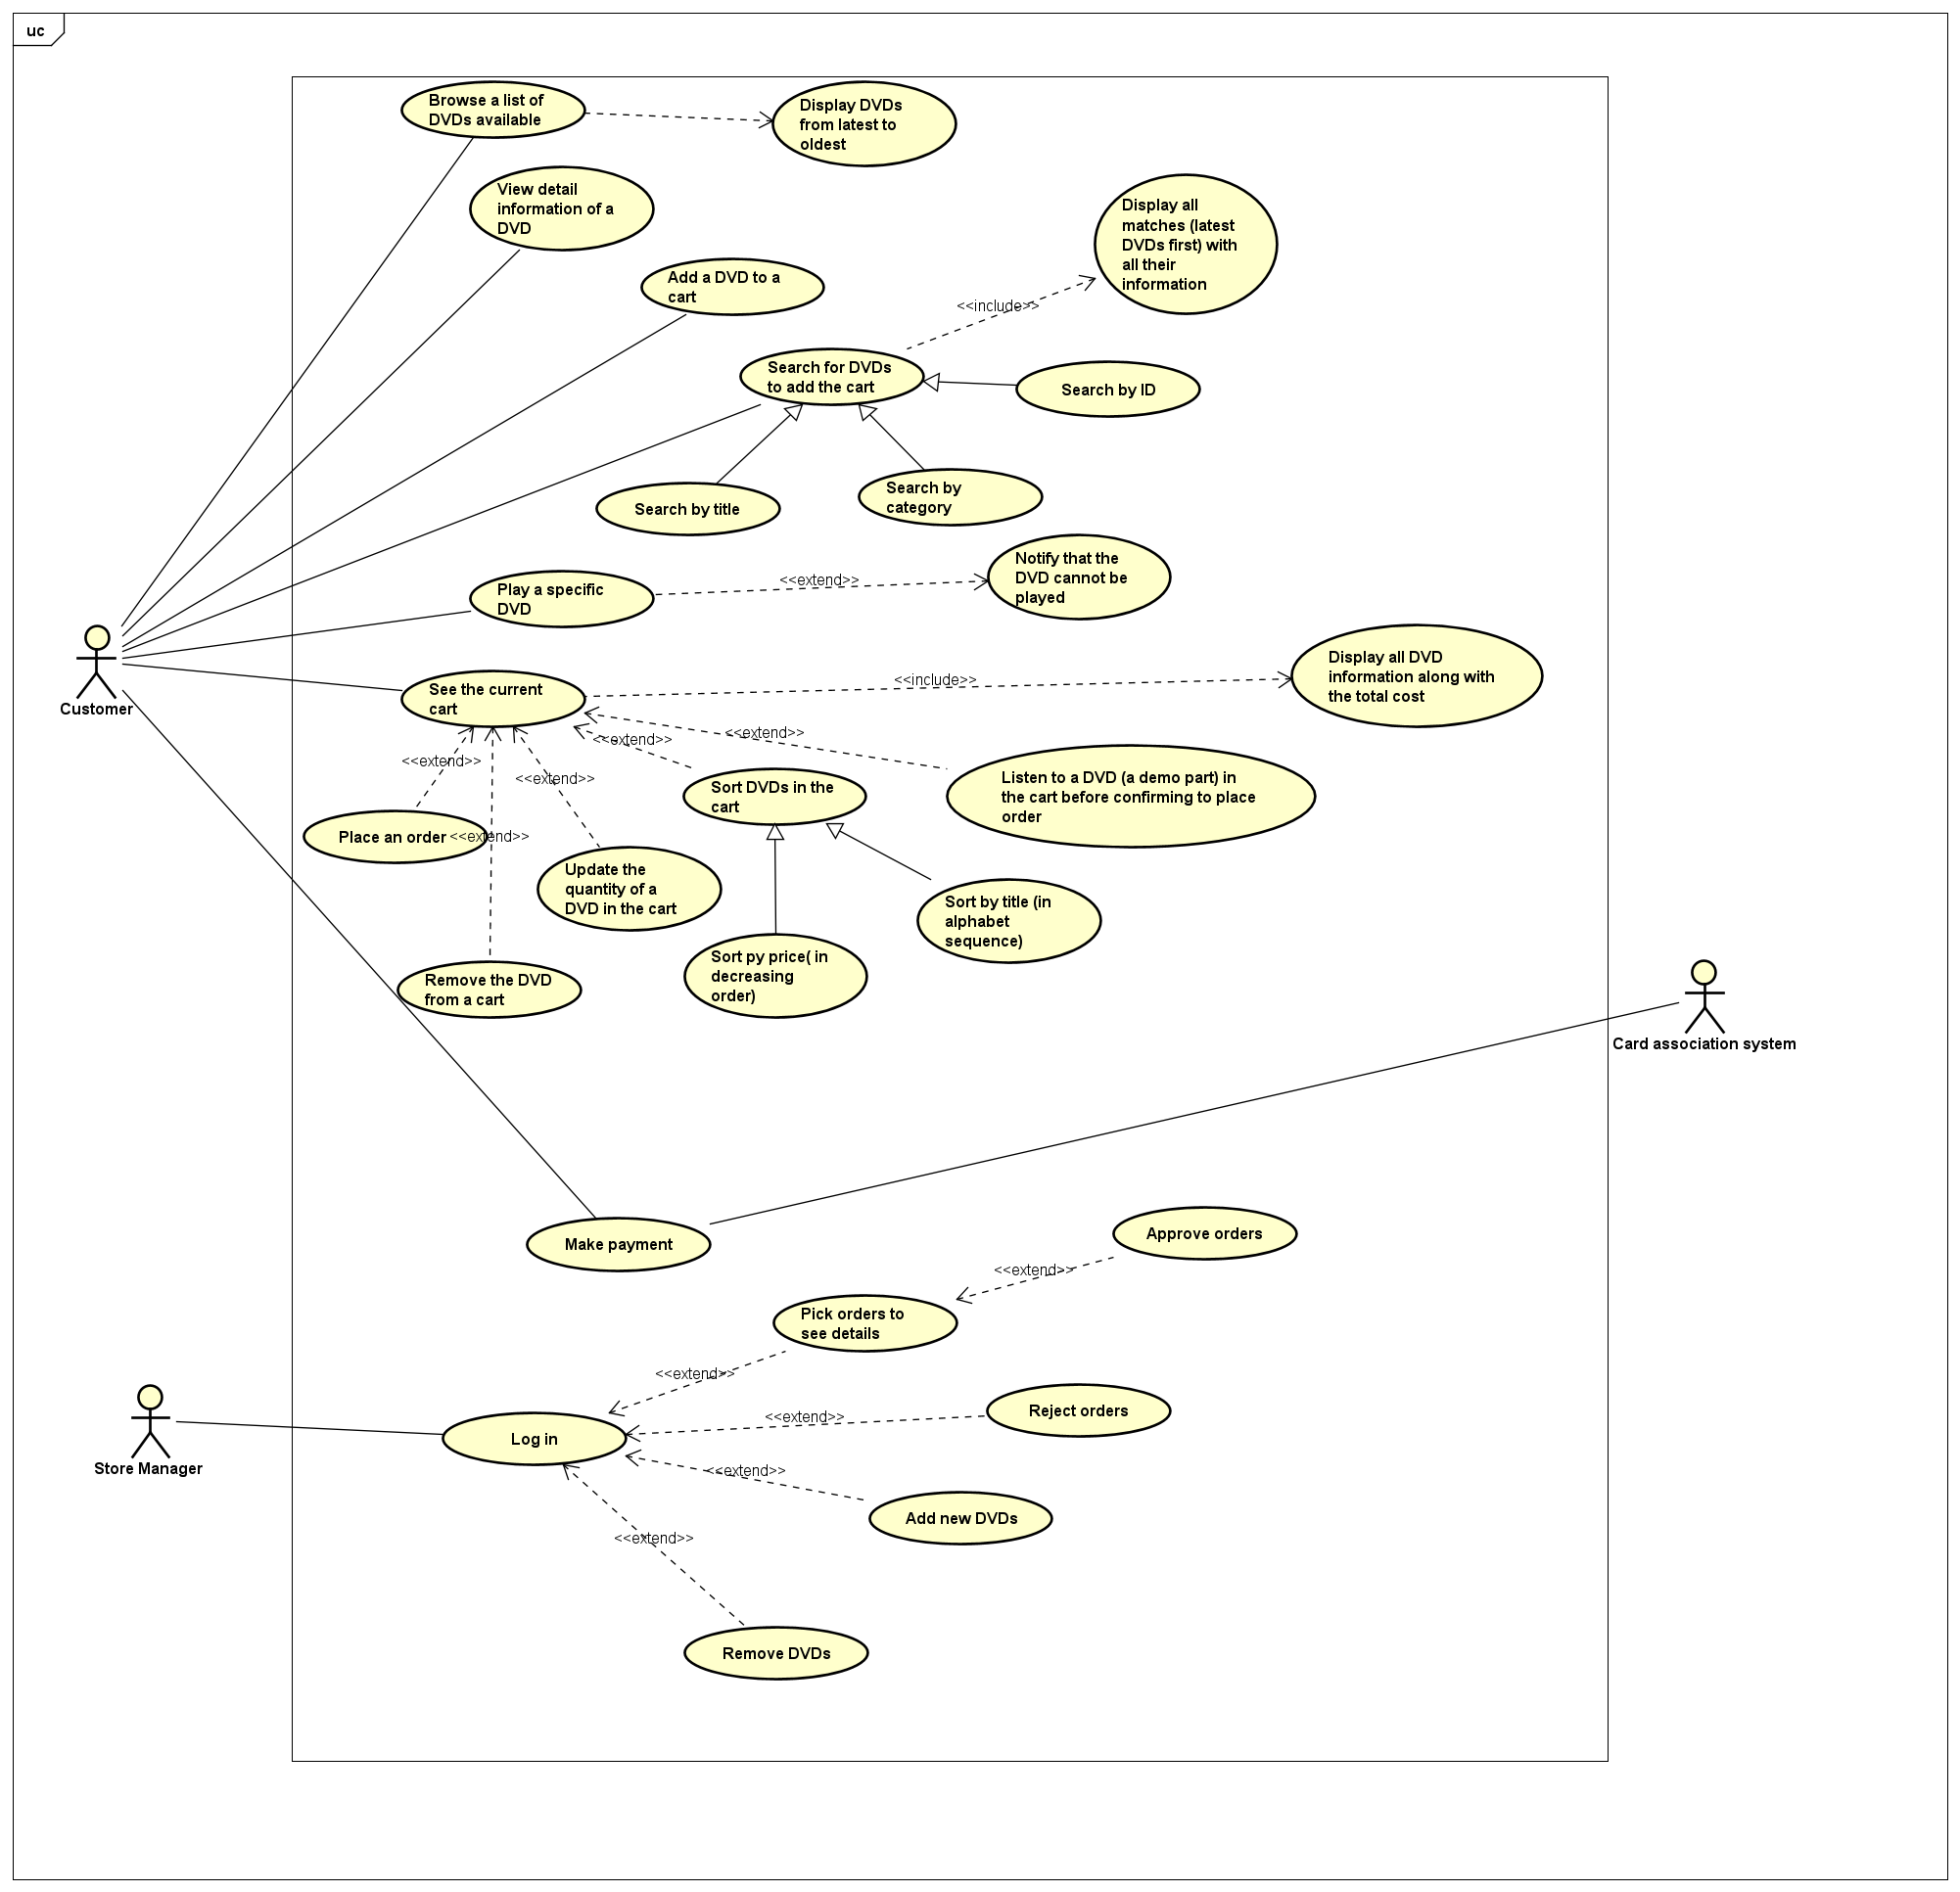 uc
Browse a list of
DVDs available
Display DVDs
from latest to
oldest
View detail
information of a
DVD
Display all
matches (latest
DVDs first) with
all their
information
Add a DVD to a
cart
<<include>>
Search for DVDs
to add the cart
Search by ID
Search by title
Search by
category
Notify that the
DVD cannot be
played
<<extend>>
Play a specific
DVD
Customer
See the current
cart
<<include>>
Display all DVD
information along with
the total cost
<<extend>>
<<extend>>
<<extend>>
<<extend>>
Sort DVDs in the
cart
Listen to a DVD (a demo part) in
the cart before confirming to place
order
Place an order
<<extend>>
Update the
quantity of a
DVD in the cart
Sort by title (in
alphabet
sequence)
Sort py price( in
decreasing
order)
Remove the DVD
from a cart
Card association system
Make payment
Approve orders
<<extend>>
Pick orders to
see details
<<extend>>
Store Manager
Log in
<<extend>>
Reject orders
<<extend>>
Add new DVDs
<<extend>>
Remove DVDs